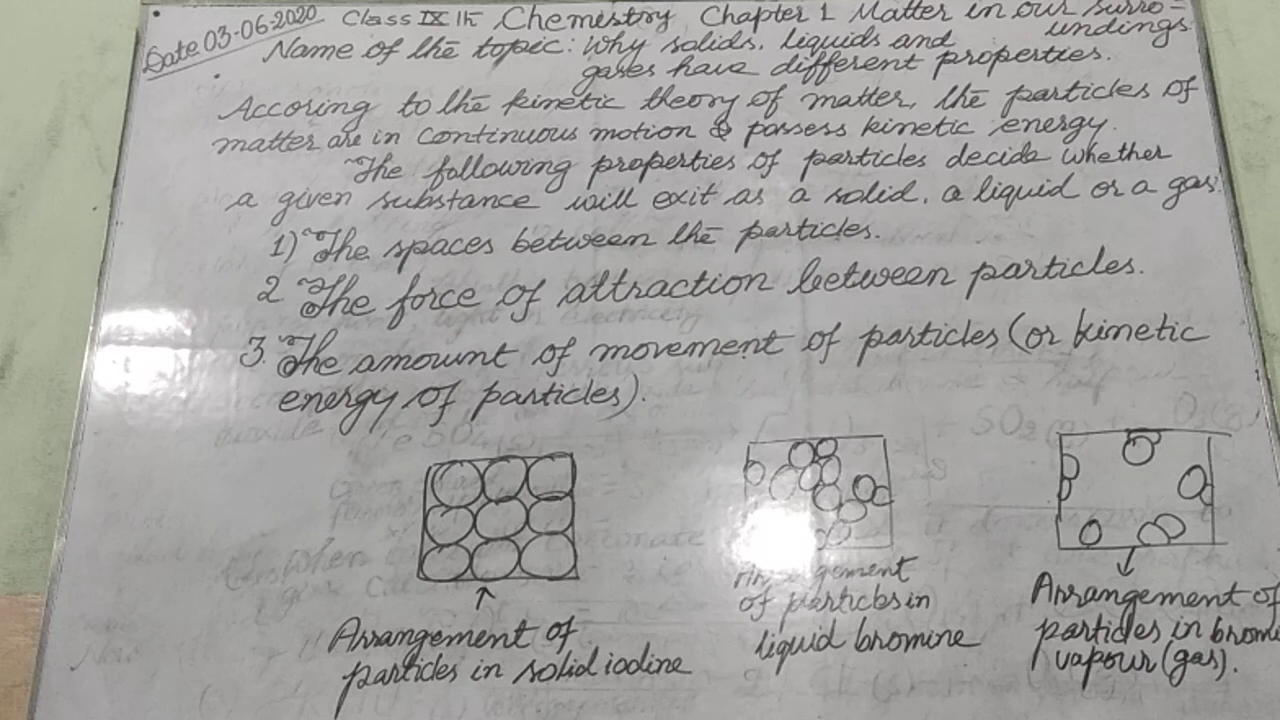 Date 03-06-2020 Class IX th Chemestry Chapter 1 Matter in our surro=
undings.
Name of the topic: Why solids, liquids and
gases have different properties.
Accoring to the kinetic theory of matter, the particles of
matter are in continuous motion & possess kinetic energy.
The following properties of particles decide whether
a given substance will exit as a solid, a liquid or a gas.
1) The spaces between the particles.
2 The force of attraction between particles.
3. The amount of movement of particles (or kinetic
energy of particles).
Arrangement of
particles in solid iodine
Arrangement
of particles in
liquid bromine
Arrangement of
particles in bromi
vapour (gas).